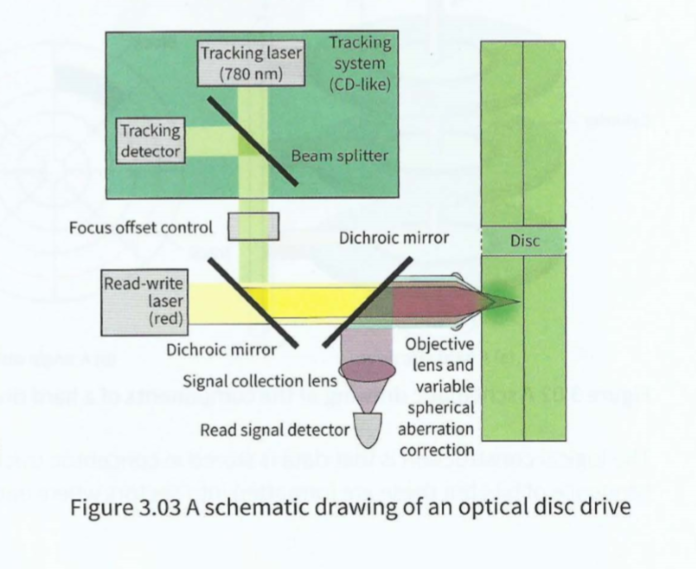 Tracking laser
(780 nm)
Tracking
system
(CD-like)
Tracking
detector
Beam splitter
Focus offset control
Dichroic mirror
Disc
Read-write
laser
(red)
Dichroic mirror
Signal collection lens
Read signal detector
Objective
lens and
variable
spherical
aberration
correction
Figure 3.03 A schematic drawing of an optical disc drive